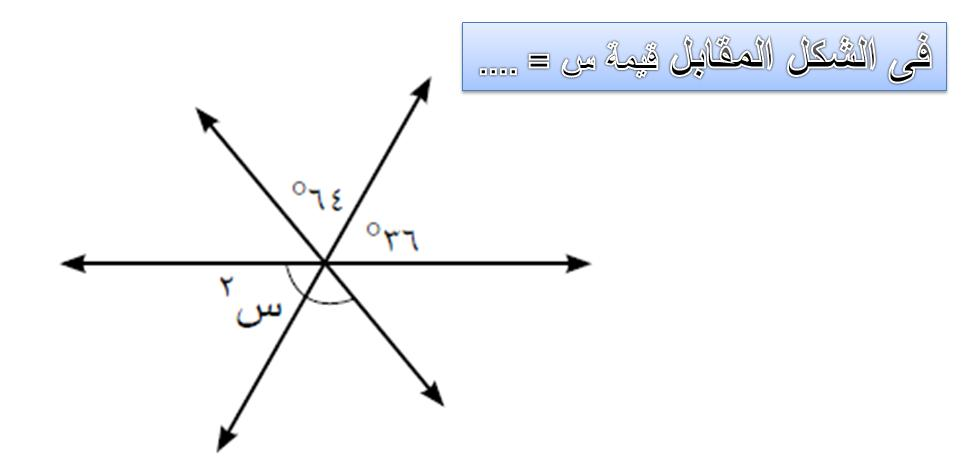 فى الشكل المقابل قيمة س = ....
٦٤°
٣٦°
س٢